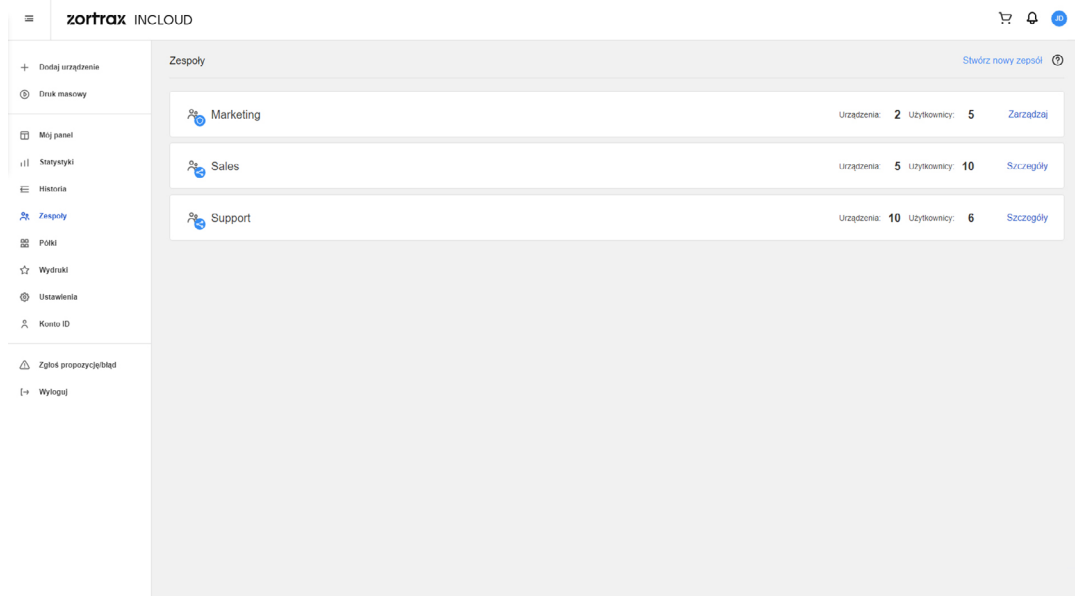 zortrax INCLOUD
JD
Dodaj urządzenie
Druk masowy
Mój panel
Statystyki
Historia
Zespoły
Półki
Wydruki
Ustawienia
Konto ID
Zgłoś propozycję/błąd
Wyloguj
Zespoły
Stwórz nowy zepsół
Marketing Urządzenia: 2 Użytkownicy: 5 Zarządzaj
Sales Urządzenia: 5 Użytkownicy: 10 Szczegóły
Support Urządzenia: 10 Użytkownicy: 6 Szczegóły